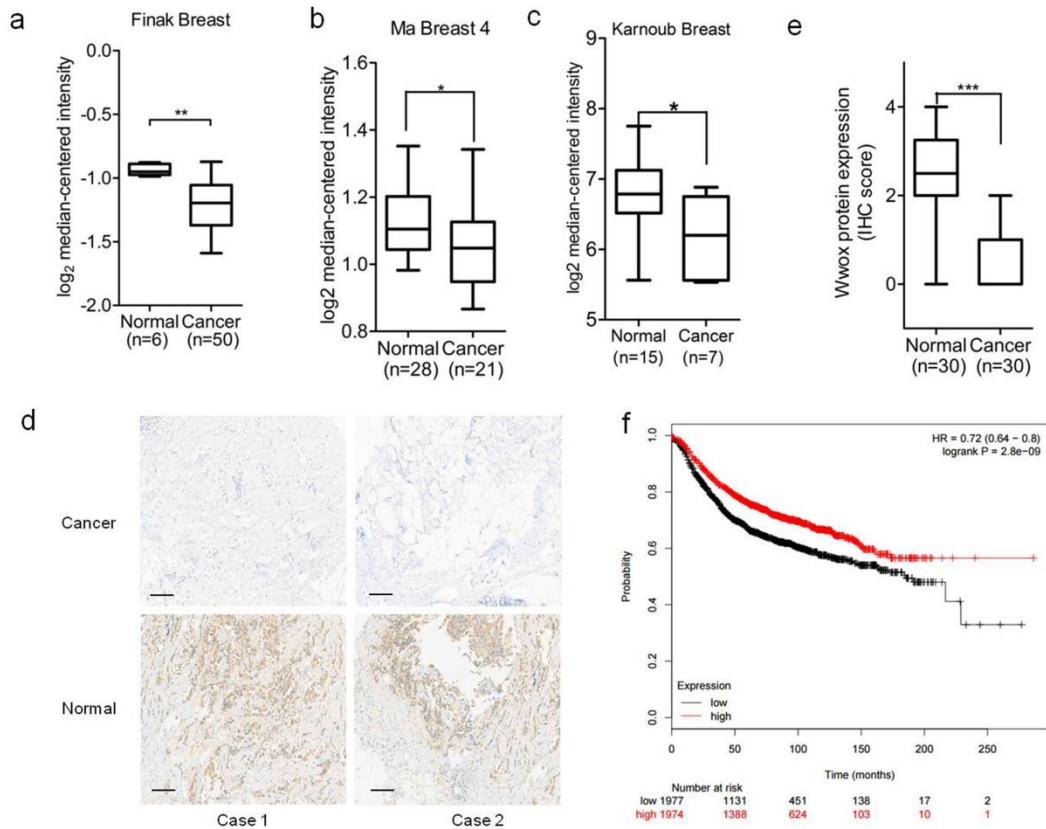 a
Finak Breast
log2 median-centered intensity
0.0
-0.5
-1.0
-1.5
-2.0
**
Normal Cancer
(n=6) (n=50)
b
Ma Breast 4
log2 median-centered intensity
1.6
1.4
1.2
1.0
0.8
*
Normal Cancer
(n=28) (n=21)
c
Karnoub Breast
log2 median-centered intensity
9
8
7
6
5
*
Normal Cancer
(n=15) (n=7)
e
Wwox protein expression
(IHC score)
4
2
0
***
Normal Cancer
(n=30) (n=30)
d
Cancer
Normal
Case 1 Case 2
f
HR = 0.72 (0.64 − 0.8)
logrank P = 2.8e−09
Probability
1.0
0.8
0.6
0.4
0.2
0.0
Expression
low
high
0 50 100 150 200 250
Time (months)
Number at risk
low 1977 1131 451 138 17 2
high 1974 1388 624 103 10 1